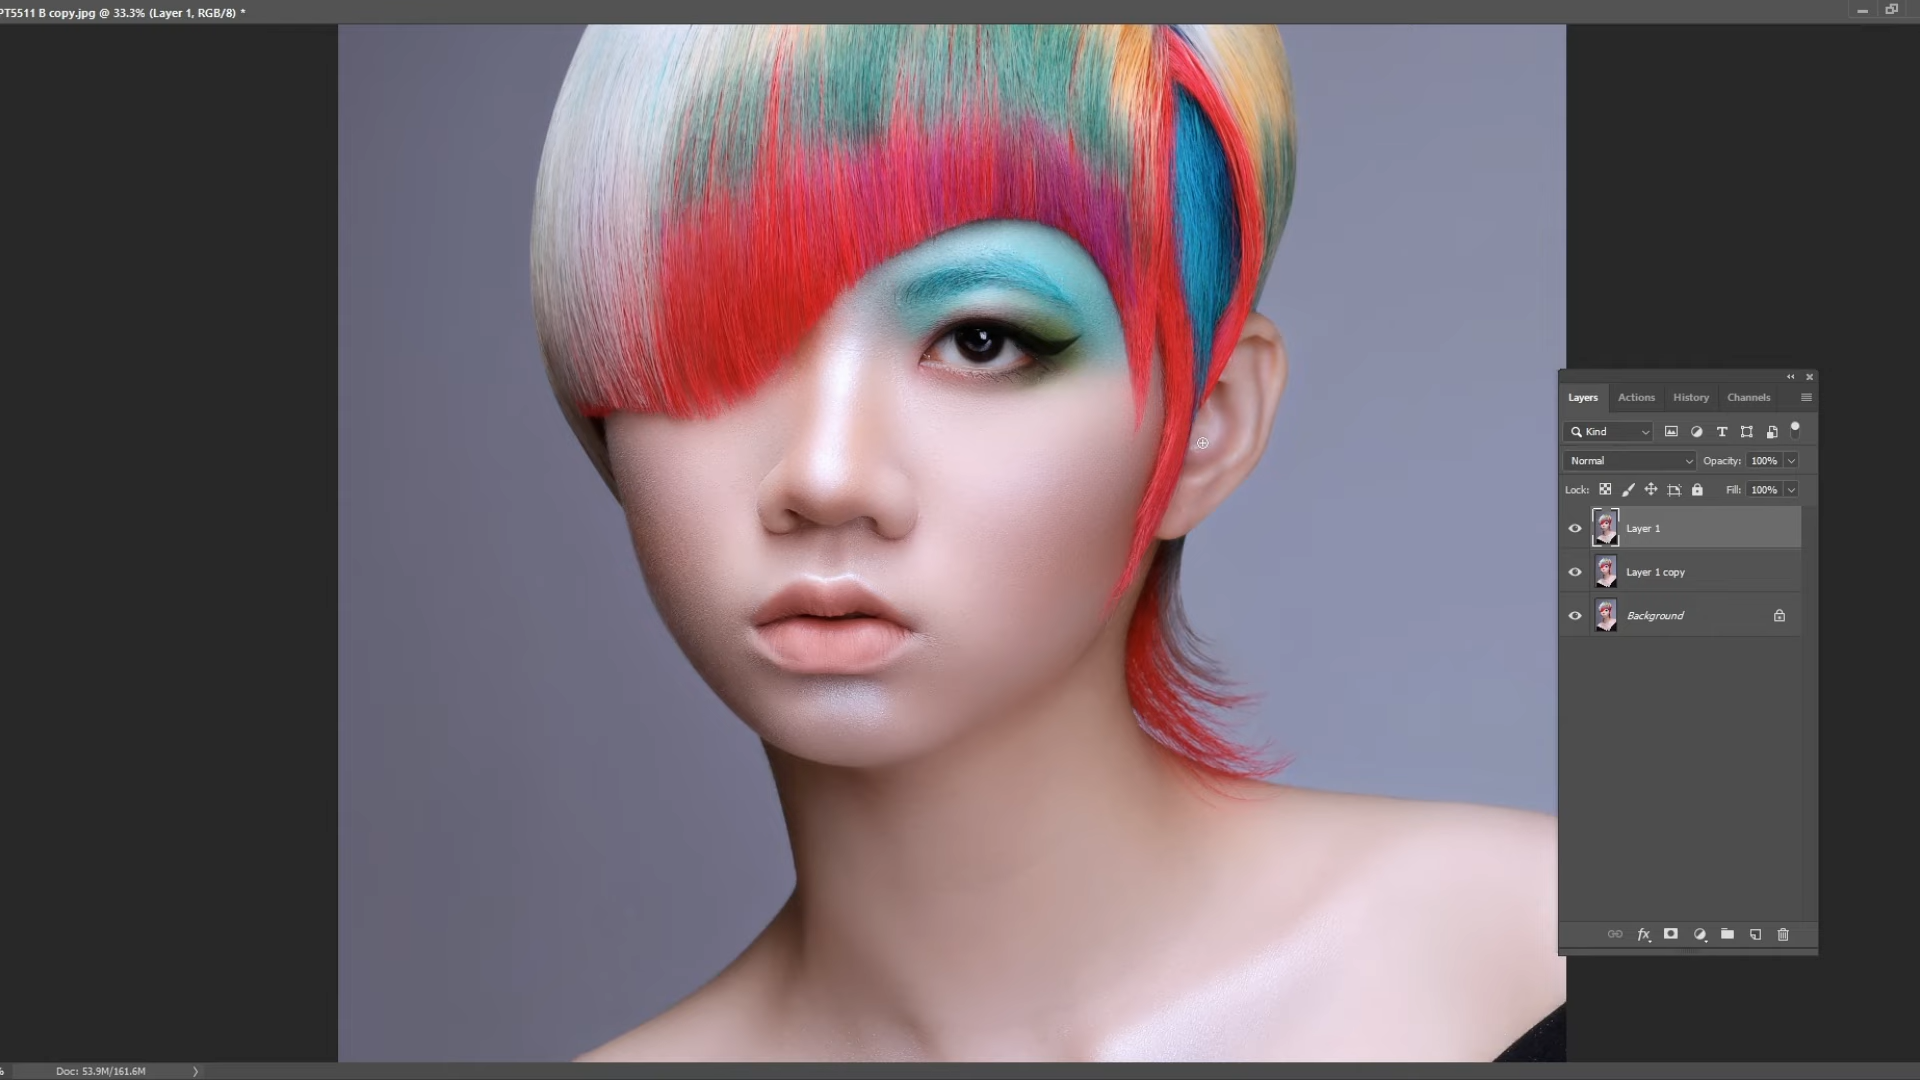 PT5511 B copy.jpg @ 33.3% (Layer 1, RGB/8) *
Layers Actions History Channels
Kind
Normal Opacity: 100%
Lock: Fill: 100%
Layer 1
Layer 1 copy
Background
% Doc: 53.9M/161.6M